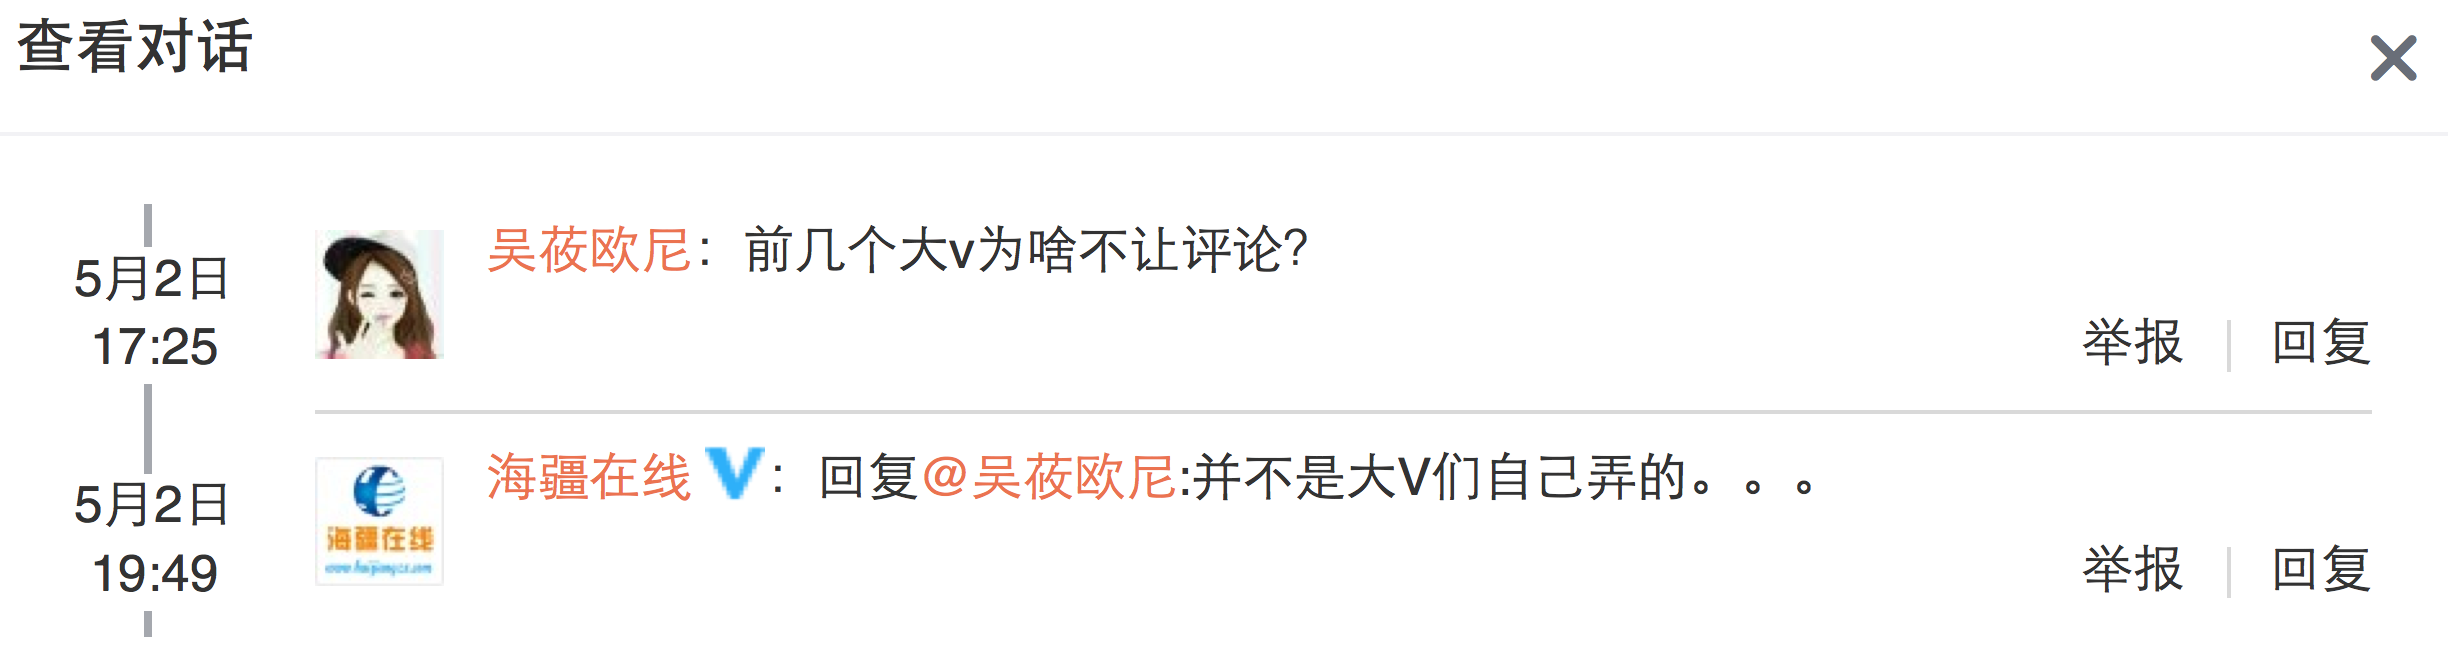 查看对话
5月2日
17:25
吴莜欧尼：前几个大v为啥不让评论?
举报 | 回复
5月2日
19:49
海疆在线 V：回复@吴莜欧尼:并不是大V们自己弄的。。。
举报 | 回复
海疆在线